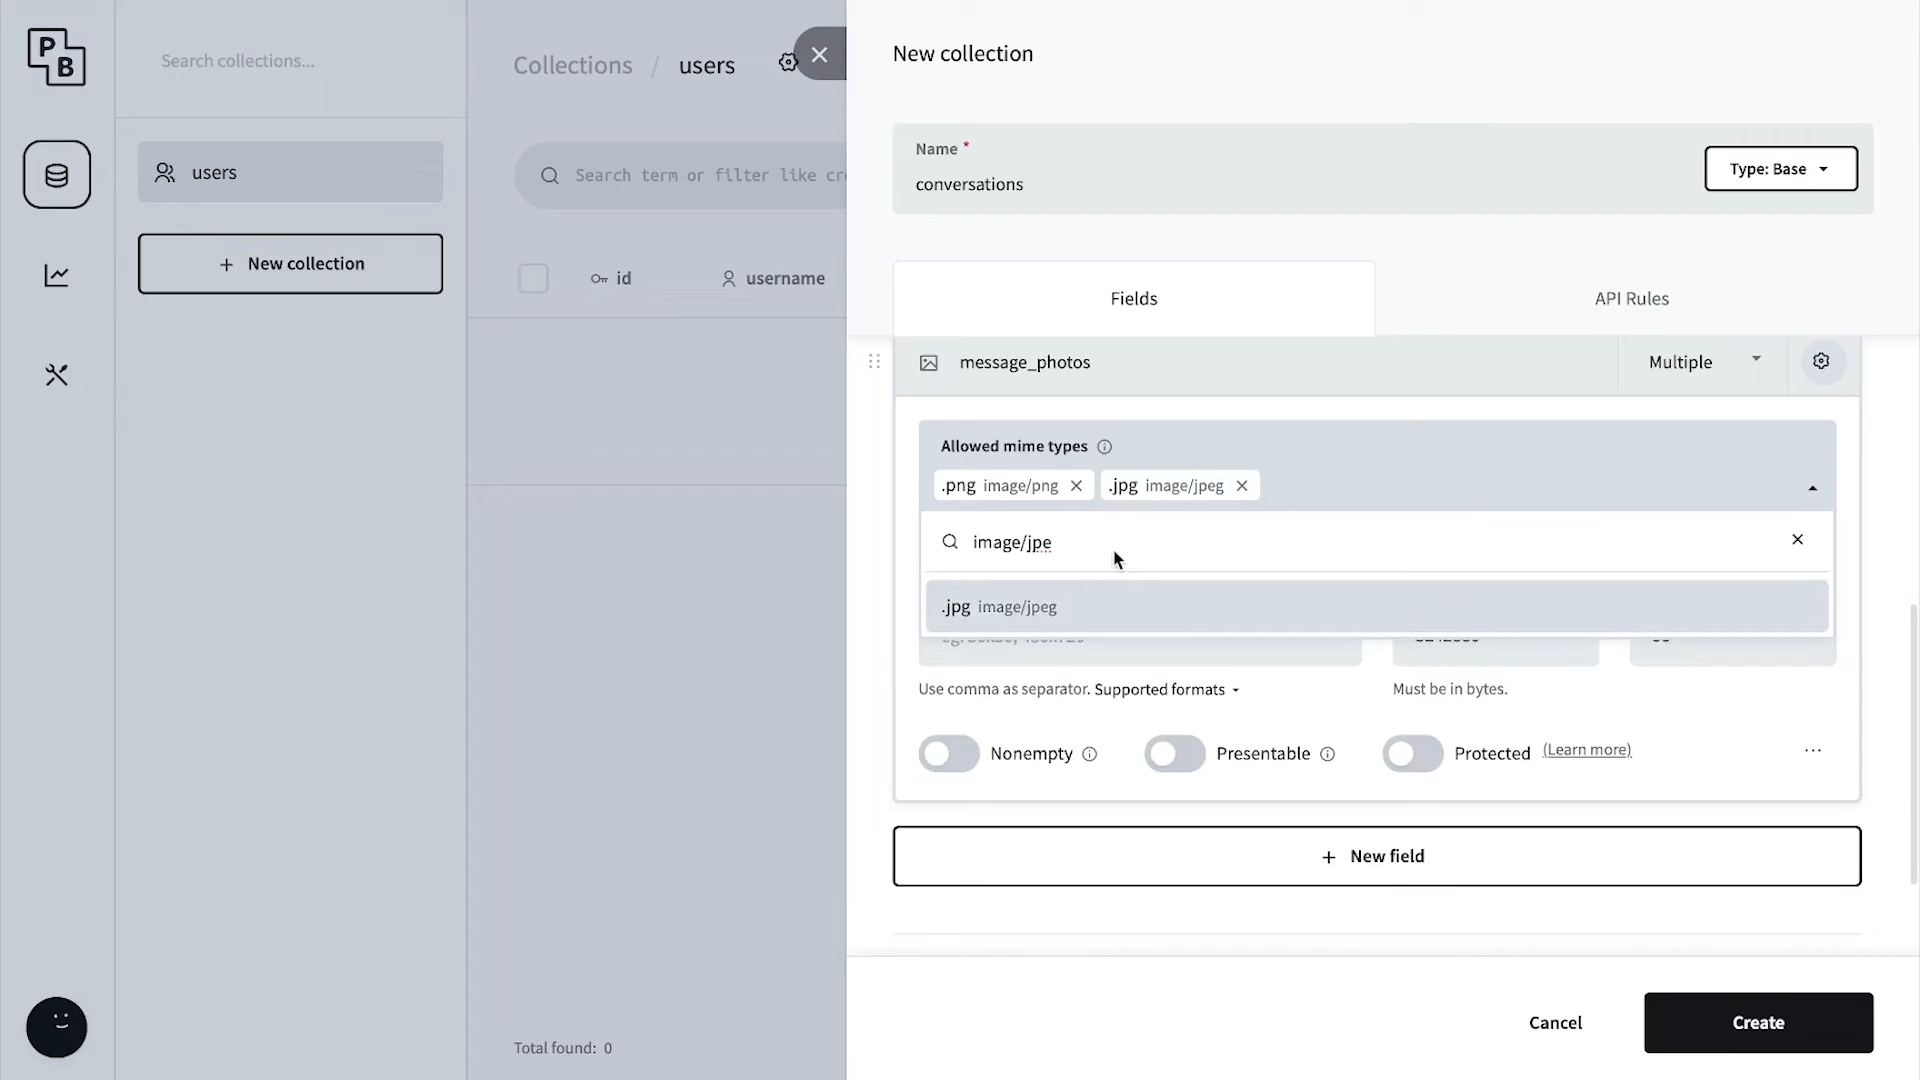 P
B
Search collections...
users
+ New collection
Collections / users
Search term or filter like cre
id
username
Total found: 0
New collection
Name *
conversations
Type: Base
Fields
API Rules
message_photos
Multiple
Allowed mime types
.png image/png
.jpg image/jpeg
image/jpe
.jpg image/jpeg
Use comma as separator. Supported formats
Must be in bytes.
Nonempty
Presentable
Protected (Learn more)
+ New field
Cancel
Create